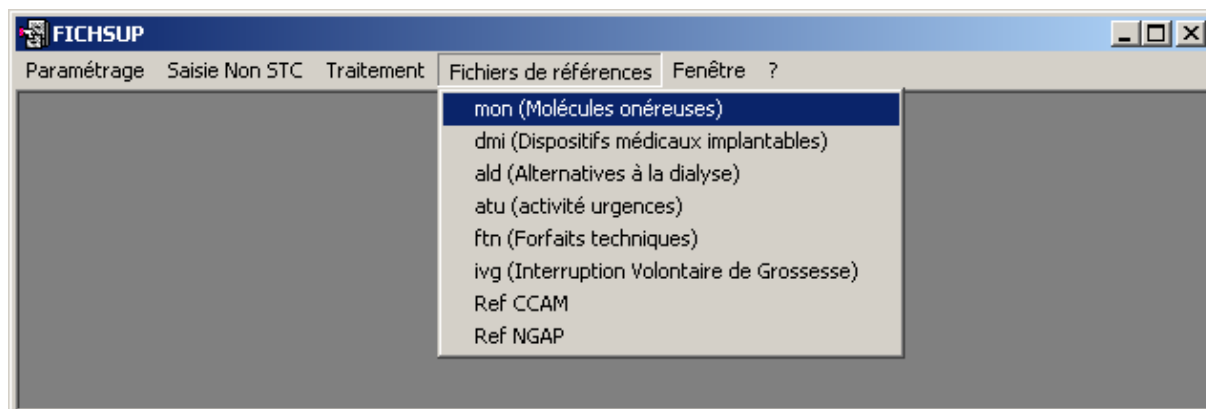 FICHSUP
Paramétrage Saisie Non STC Traitement Fichiers de références Fenêtre ?
mon (Molécules onéreuses)
dmi (Dispositifs médicaux implantables)
ald (Alternatives à la dialyse)
atu (activité urgences)
ftn (Forfaits techniques)
ivg (Interruption Volontaire de Grossesse)
Ref CCAM
Ref NGAP